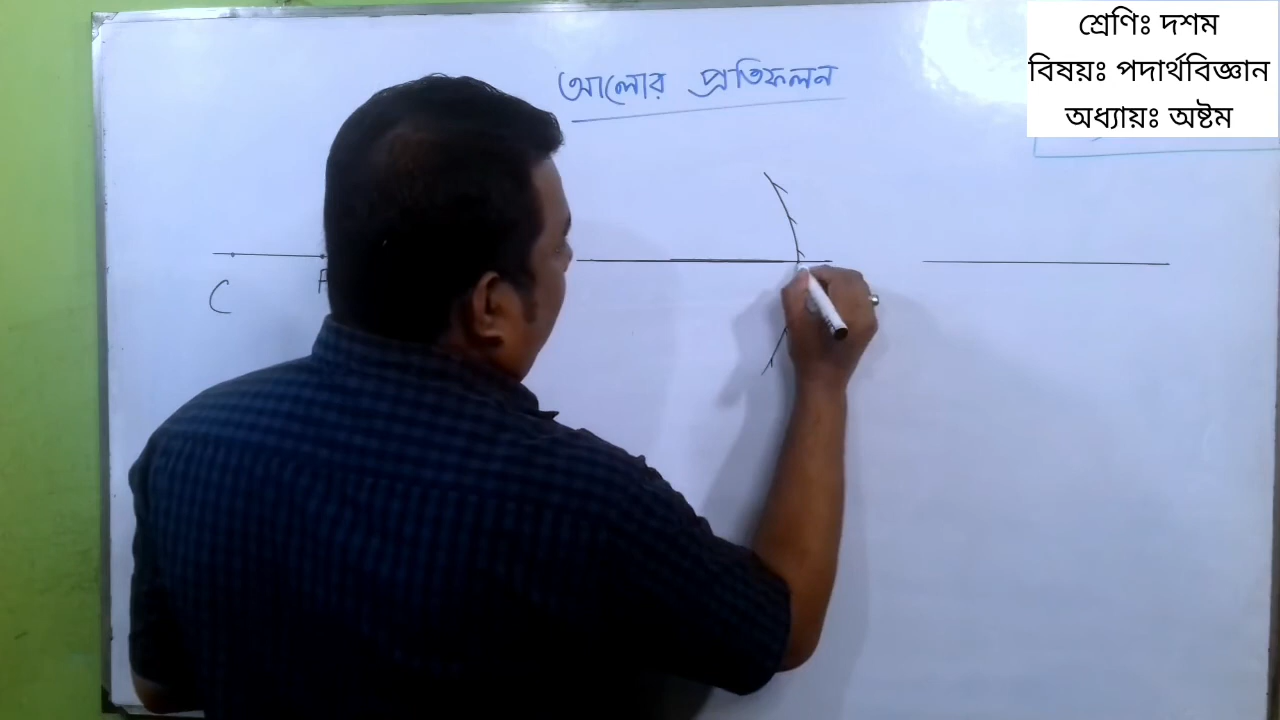 শ্রেণিঃ দশম
বিষয়ঃ পদার্থবিজ্ঞান
অধ্যায়ঃ অষ্টম
আলোর প্রতিফলন
C
F